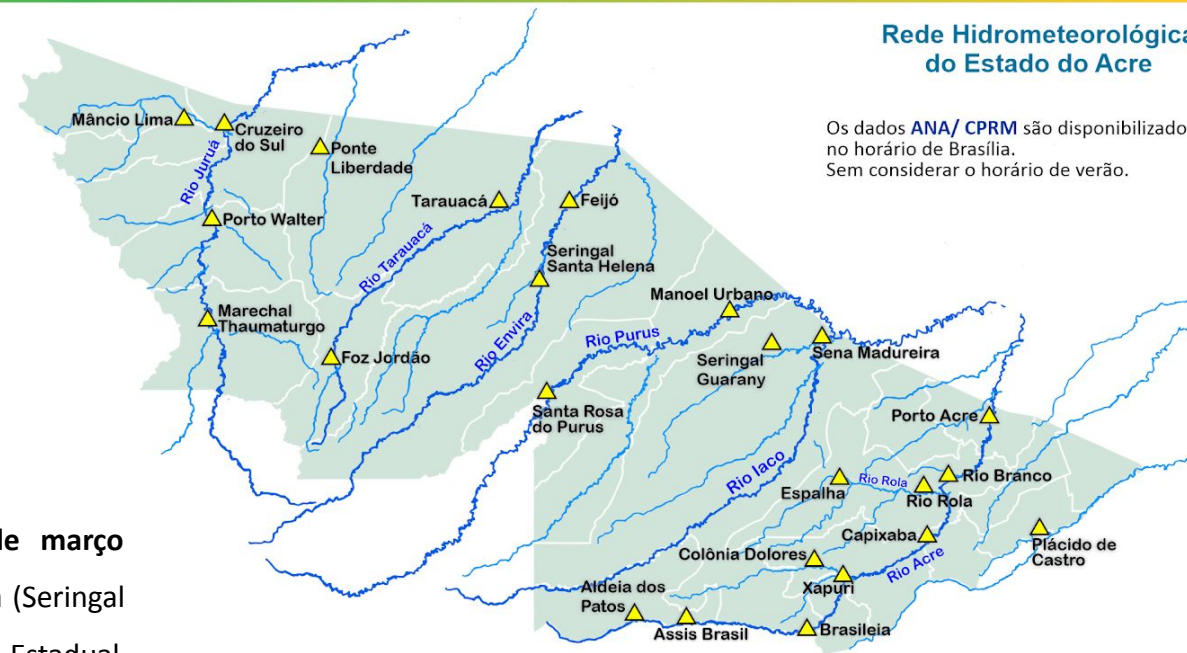 Rede Hidrometeorológica
do Estado do Acre
Os dados ANA/ CPRM são disponibilizado
no horário de Brasília.
Sem considerar o horário de verão.
Mâncio Lima
Cruzeiro
do Sul
Ponte
Liberdade
Rio Juruá
Tarauacá
Feijó
Porto Walter
Rio Tarauacá
Seringal
Santa Helena
Manoel Urbano
Marechal
Thaumaturgo
Foz Jordão
Rio Envira
Rio Purus
Seringal
Guarany
Sena Madureira
Santa Rosa
do Purus
Porto Acre
Rio Iaco
Espalha
Rio Rola
Rio Rola
Rio Branco
Capixaba
Plácido de
Castro
Colônia Dolores
Rio Acre
Xapuri
Aldeia dos
Patos
Assis Brasil
Brasileia
de março
(Seringal
Estadual